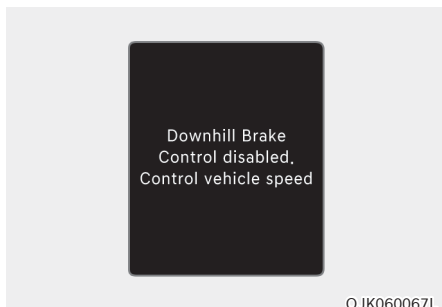 Downhill Brake
Control disabled.
Control vehicle speed
OJK060067L